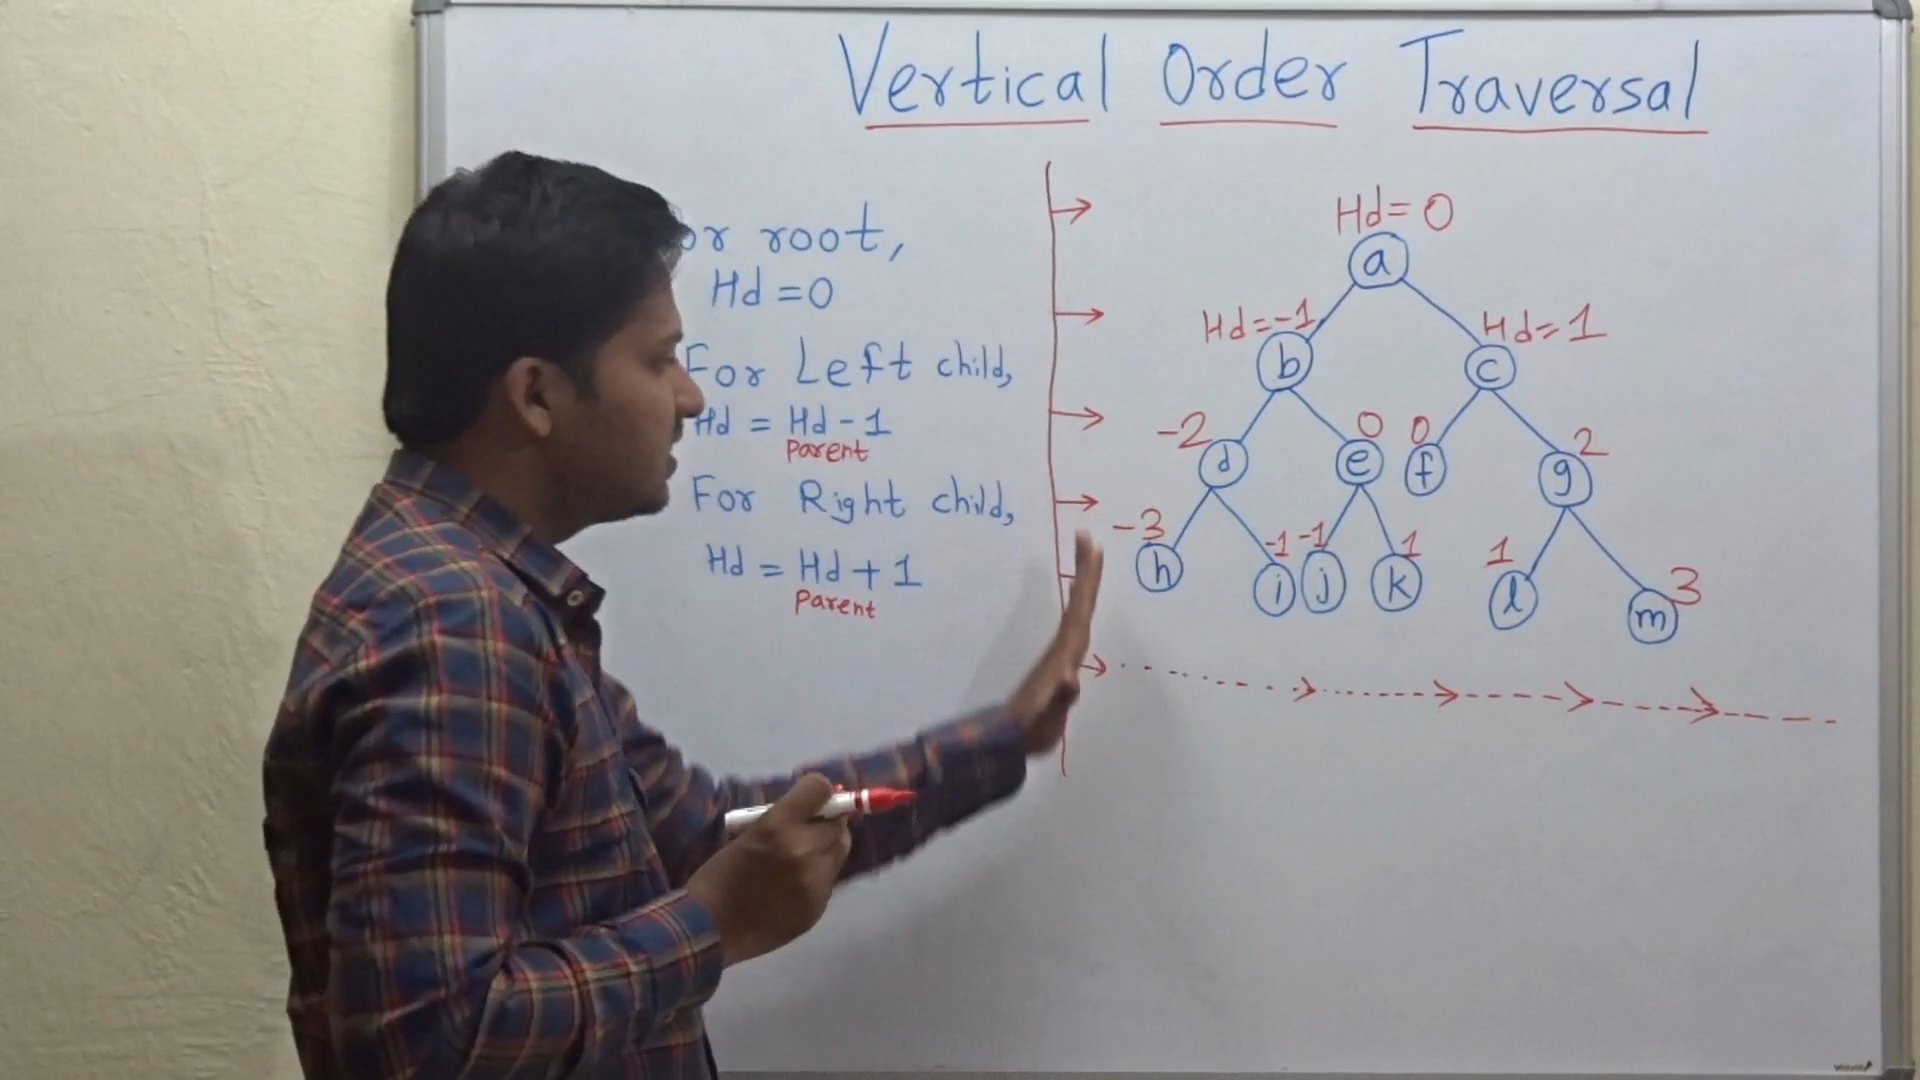 Vertical Order Traversal
or root,
Hd = 0
For Left child,
Hd = Hd - 1
Parent
For Right child,
Hd = Hd + 1
Parent
Hd = 0
a
Hd = -1
Hd = 1
b
c
-2
0
0
2
d
e
f
g
-3
-1
-1
1
1
3
h
i
j
k
l
m